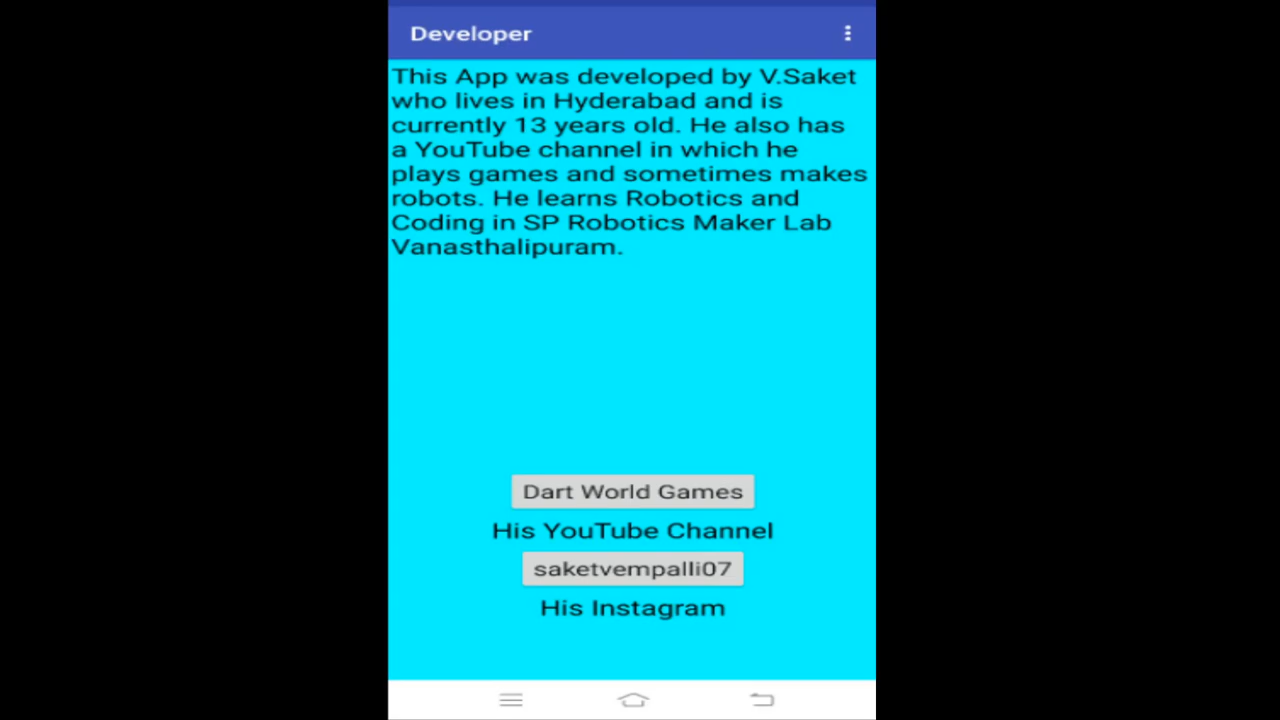 Developer
This App was developed by V.Saket
who lives in Hyderabad and is
currently 13 years old. He also has
a YouTube channel in which he
plays games and sometimes makes
robots. He learns Robotics and
Coding in SP Robotics Maker Lab
Vanasthalipuram.
Dart World Games
His YouTube Channel
saketvempalli07
His Instagram